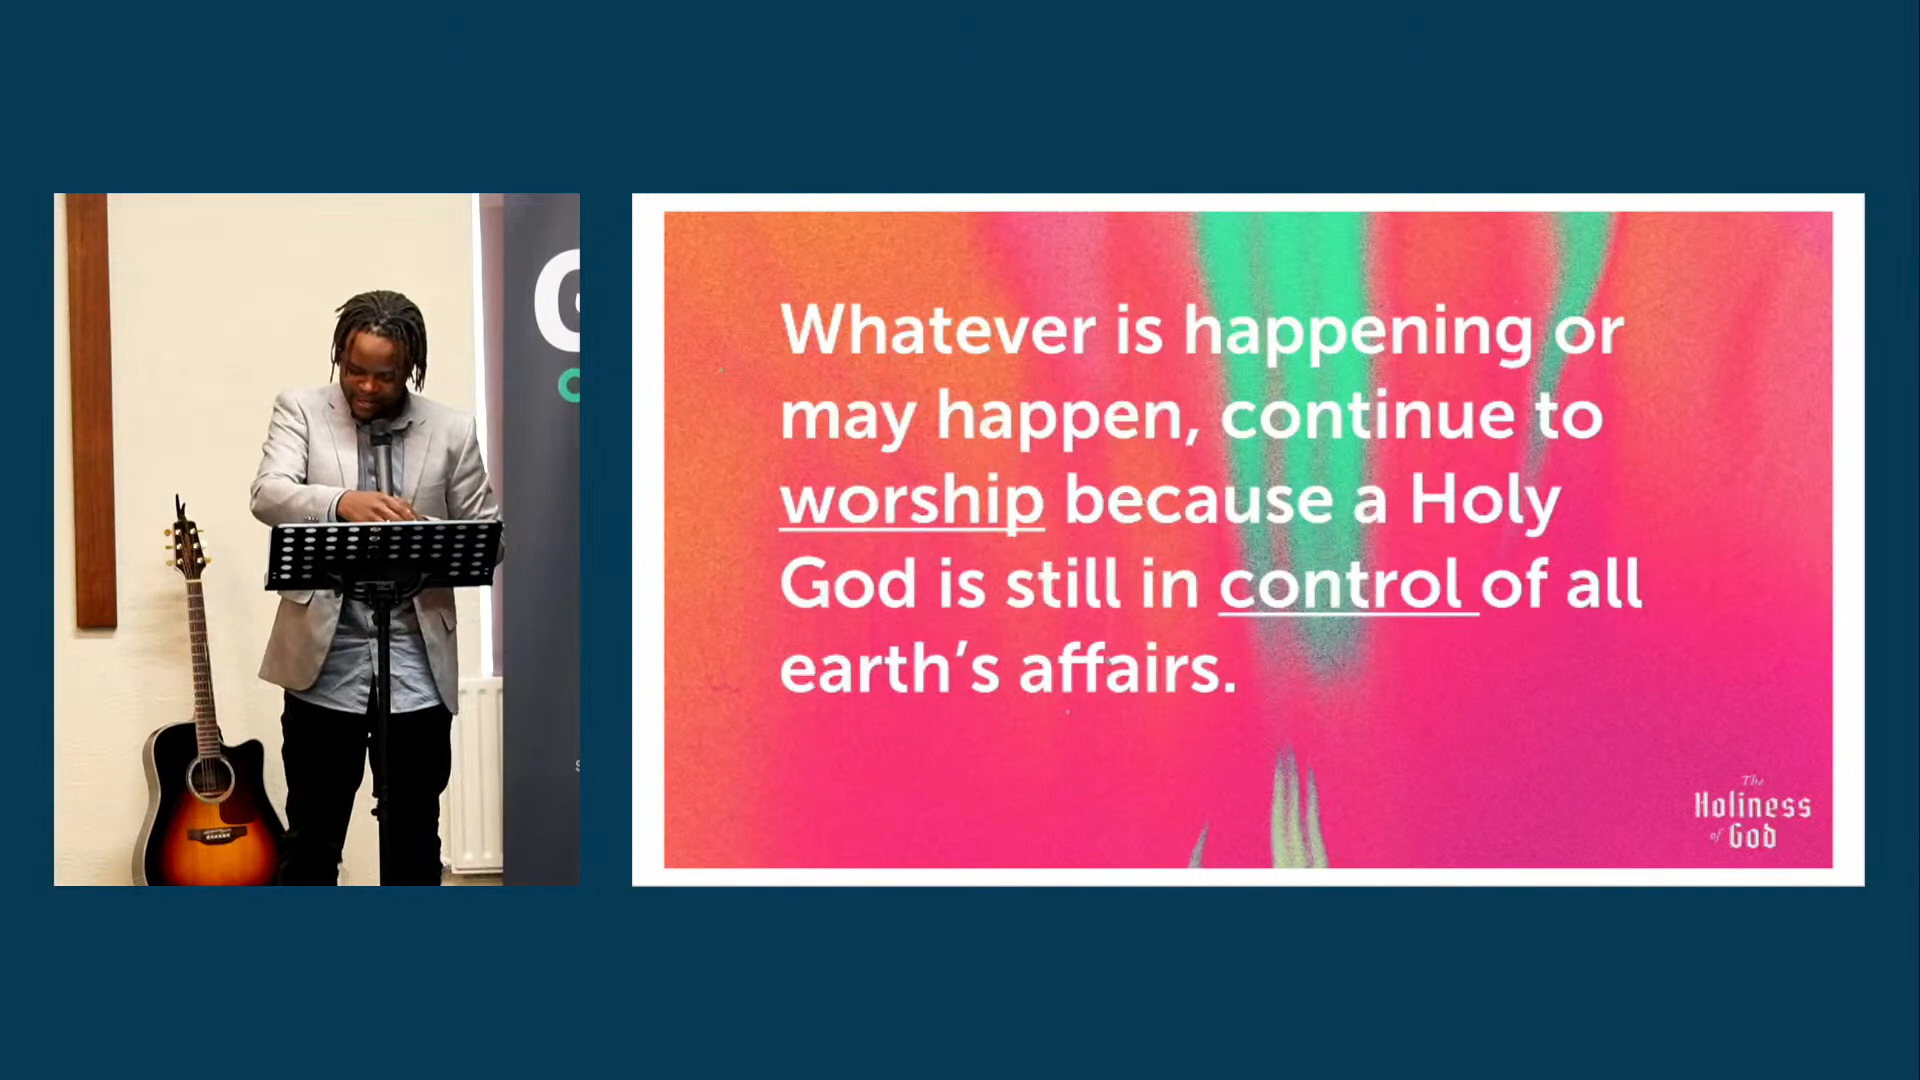 Whatever is happening or
may happen, continue to
worship because a Holy
God is still in control of all
earth's affairs.
The
Holiness
of God